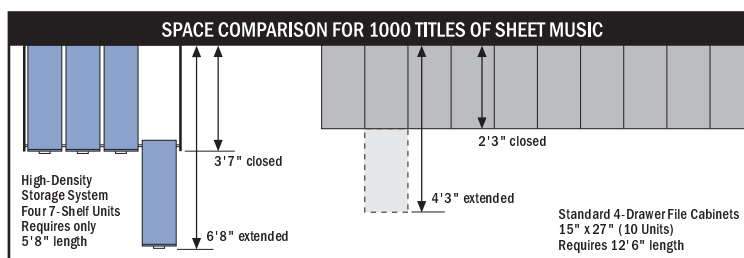 SPACE COMPARISON FOR 1000 TITLES OF SHEET MUSIC
3'7" closed
High-Density
Storage System
Four 7-Shelf Units
Requires only
5'8" length
6'8" extended
2'3" closed
4'3" extended
Standard 4-Drawer File Cabinets
15" x 27" (10 Units)
Requires 12'6" length